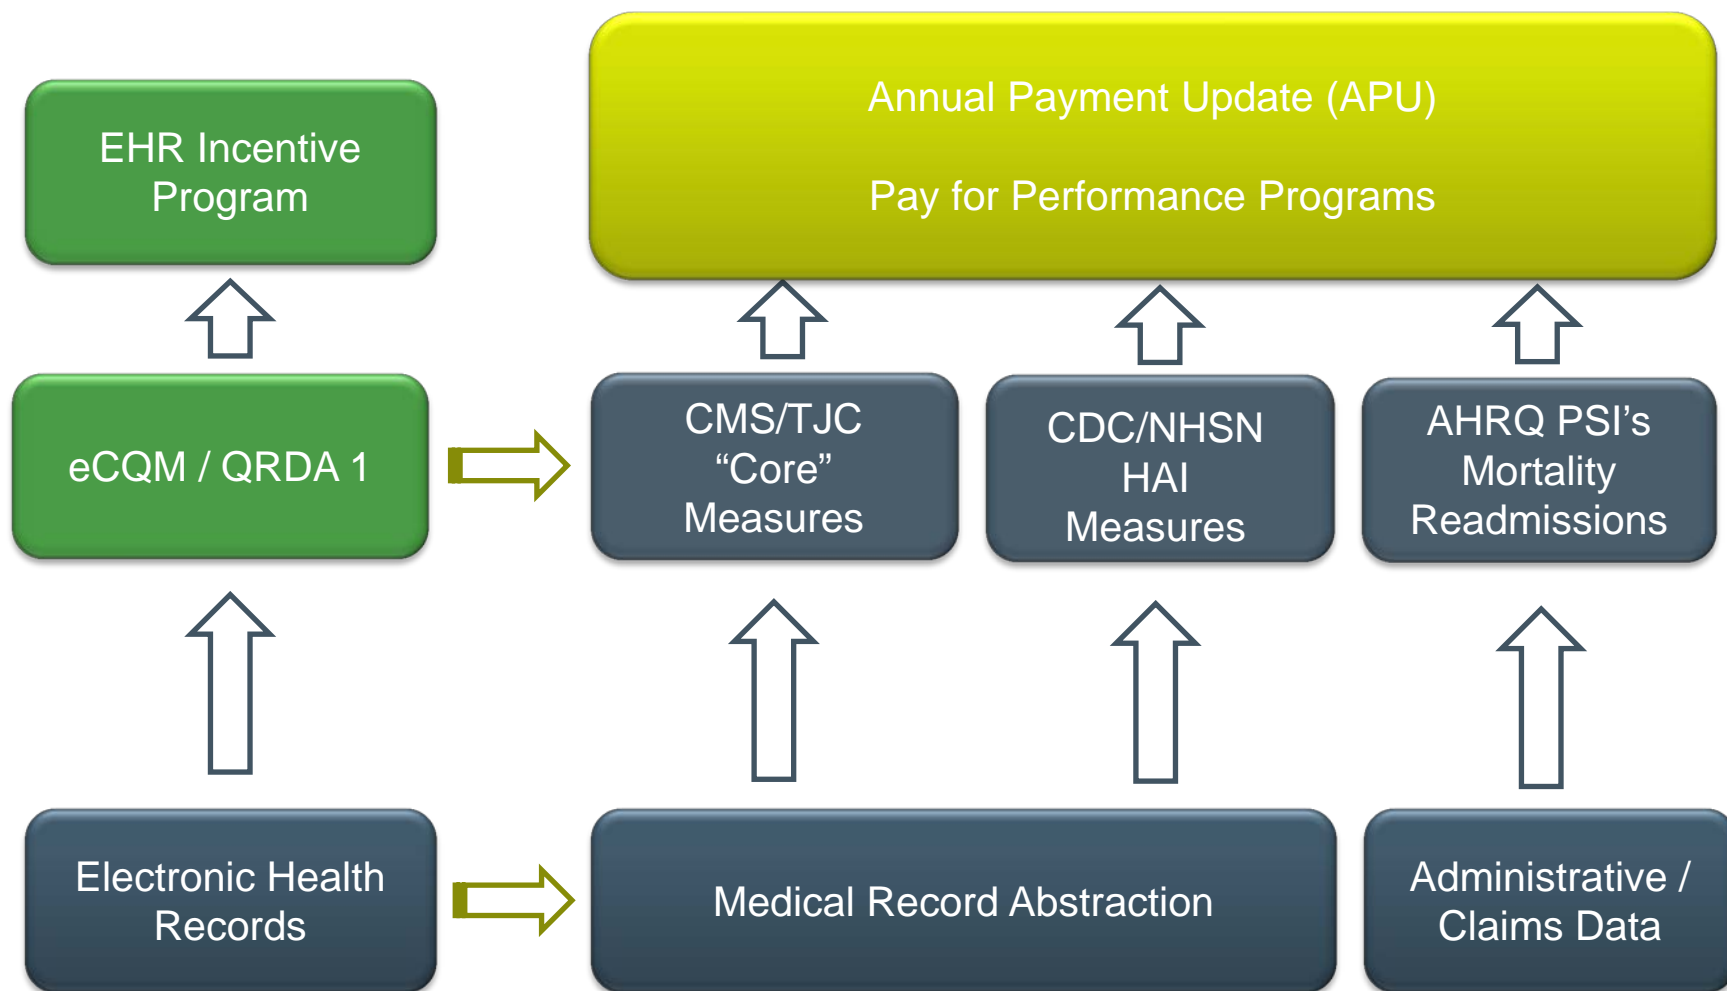 EHR Incentive
Program
Annual Payment Update (APU)
Pay for Performance Programs
eCQM / QRDA 1
CMS/TJC
“Core”
Measures
CDC/NHSN
HAI
Measures
AHRQ PSI’s
Mortality
Readmissions
Electronic Health
Records
Medical Record Abstraction
Administrative /
Claims Data